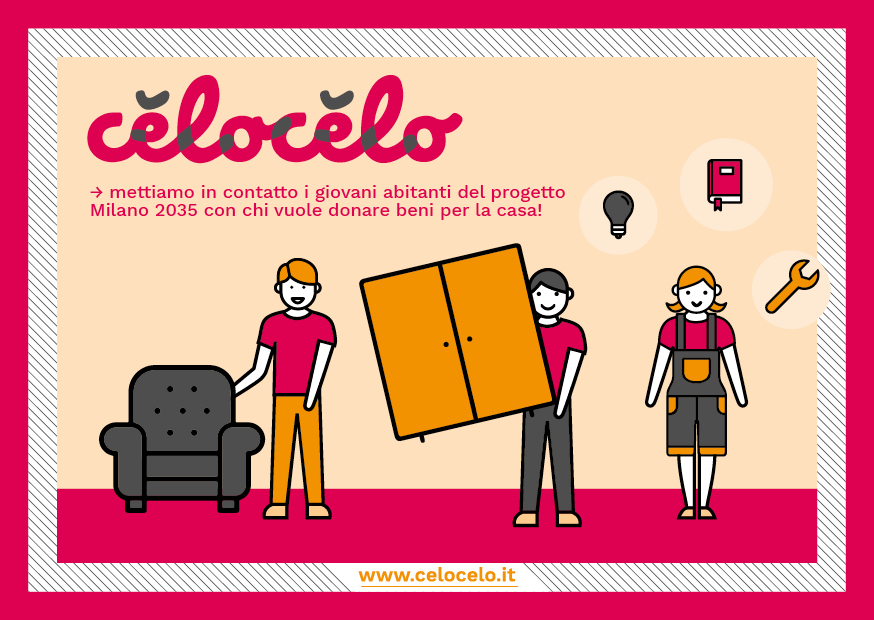 cĕlocĕlo
→ mettiamo in contatto i giovani abitanti del progetto
Milano 2035 con chi vuole donare beni per la casa!
www.celocelo.it